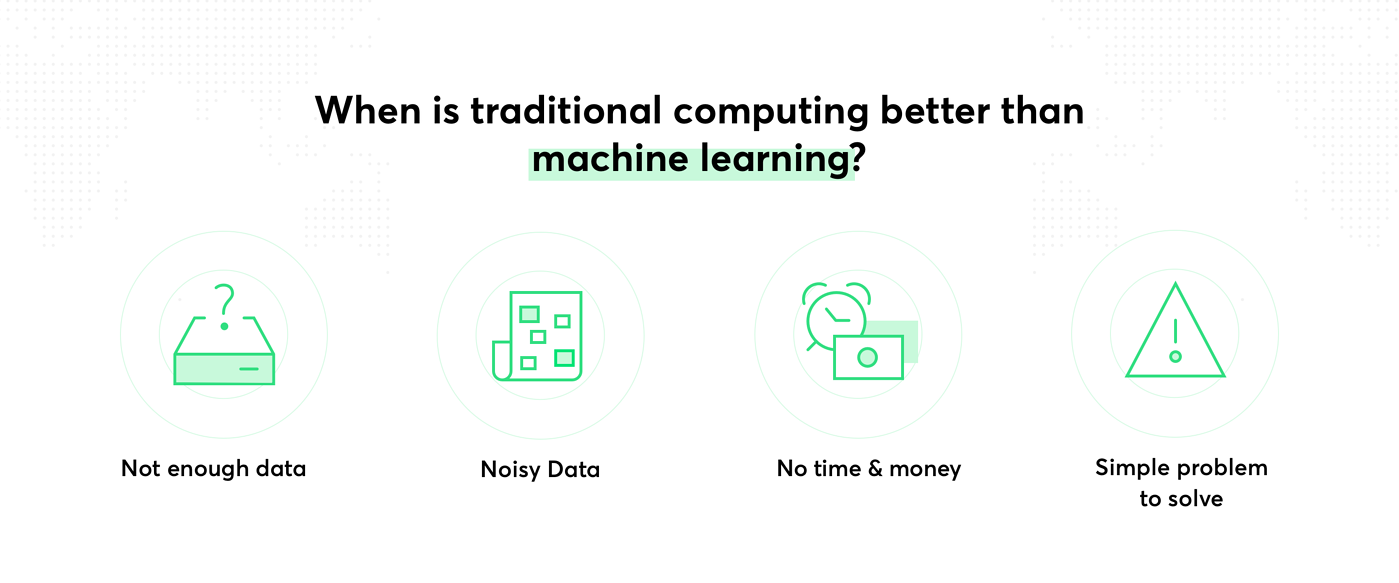 When is traditional computing better than
machine learning?
Not enough data
Noisy Data
No time & money
Simple problem
to solve